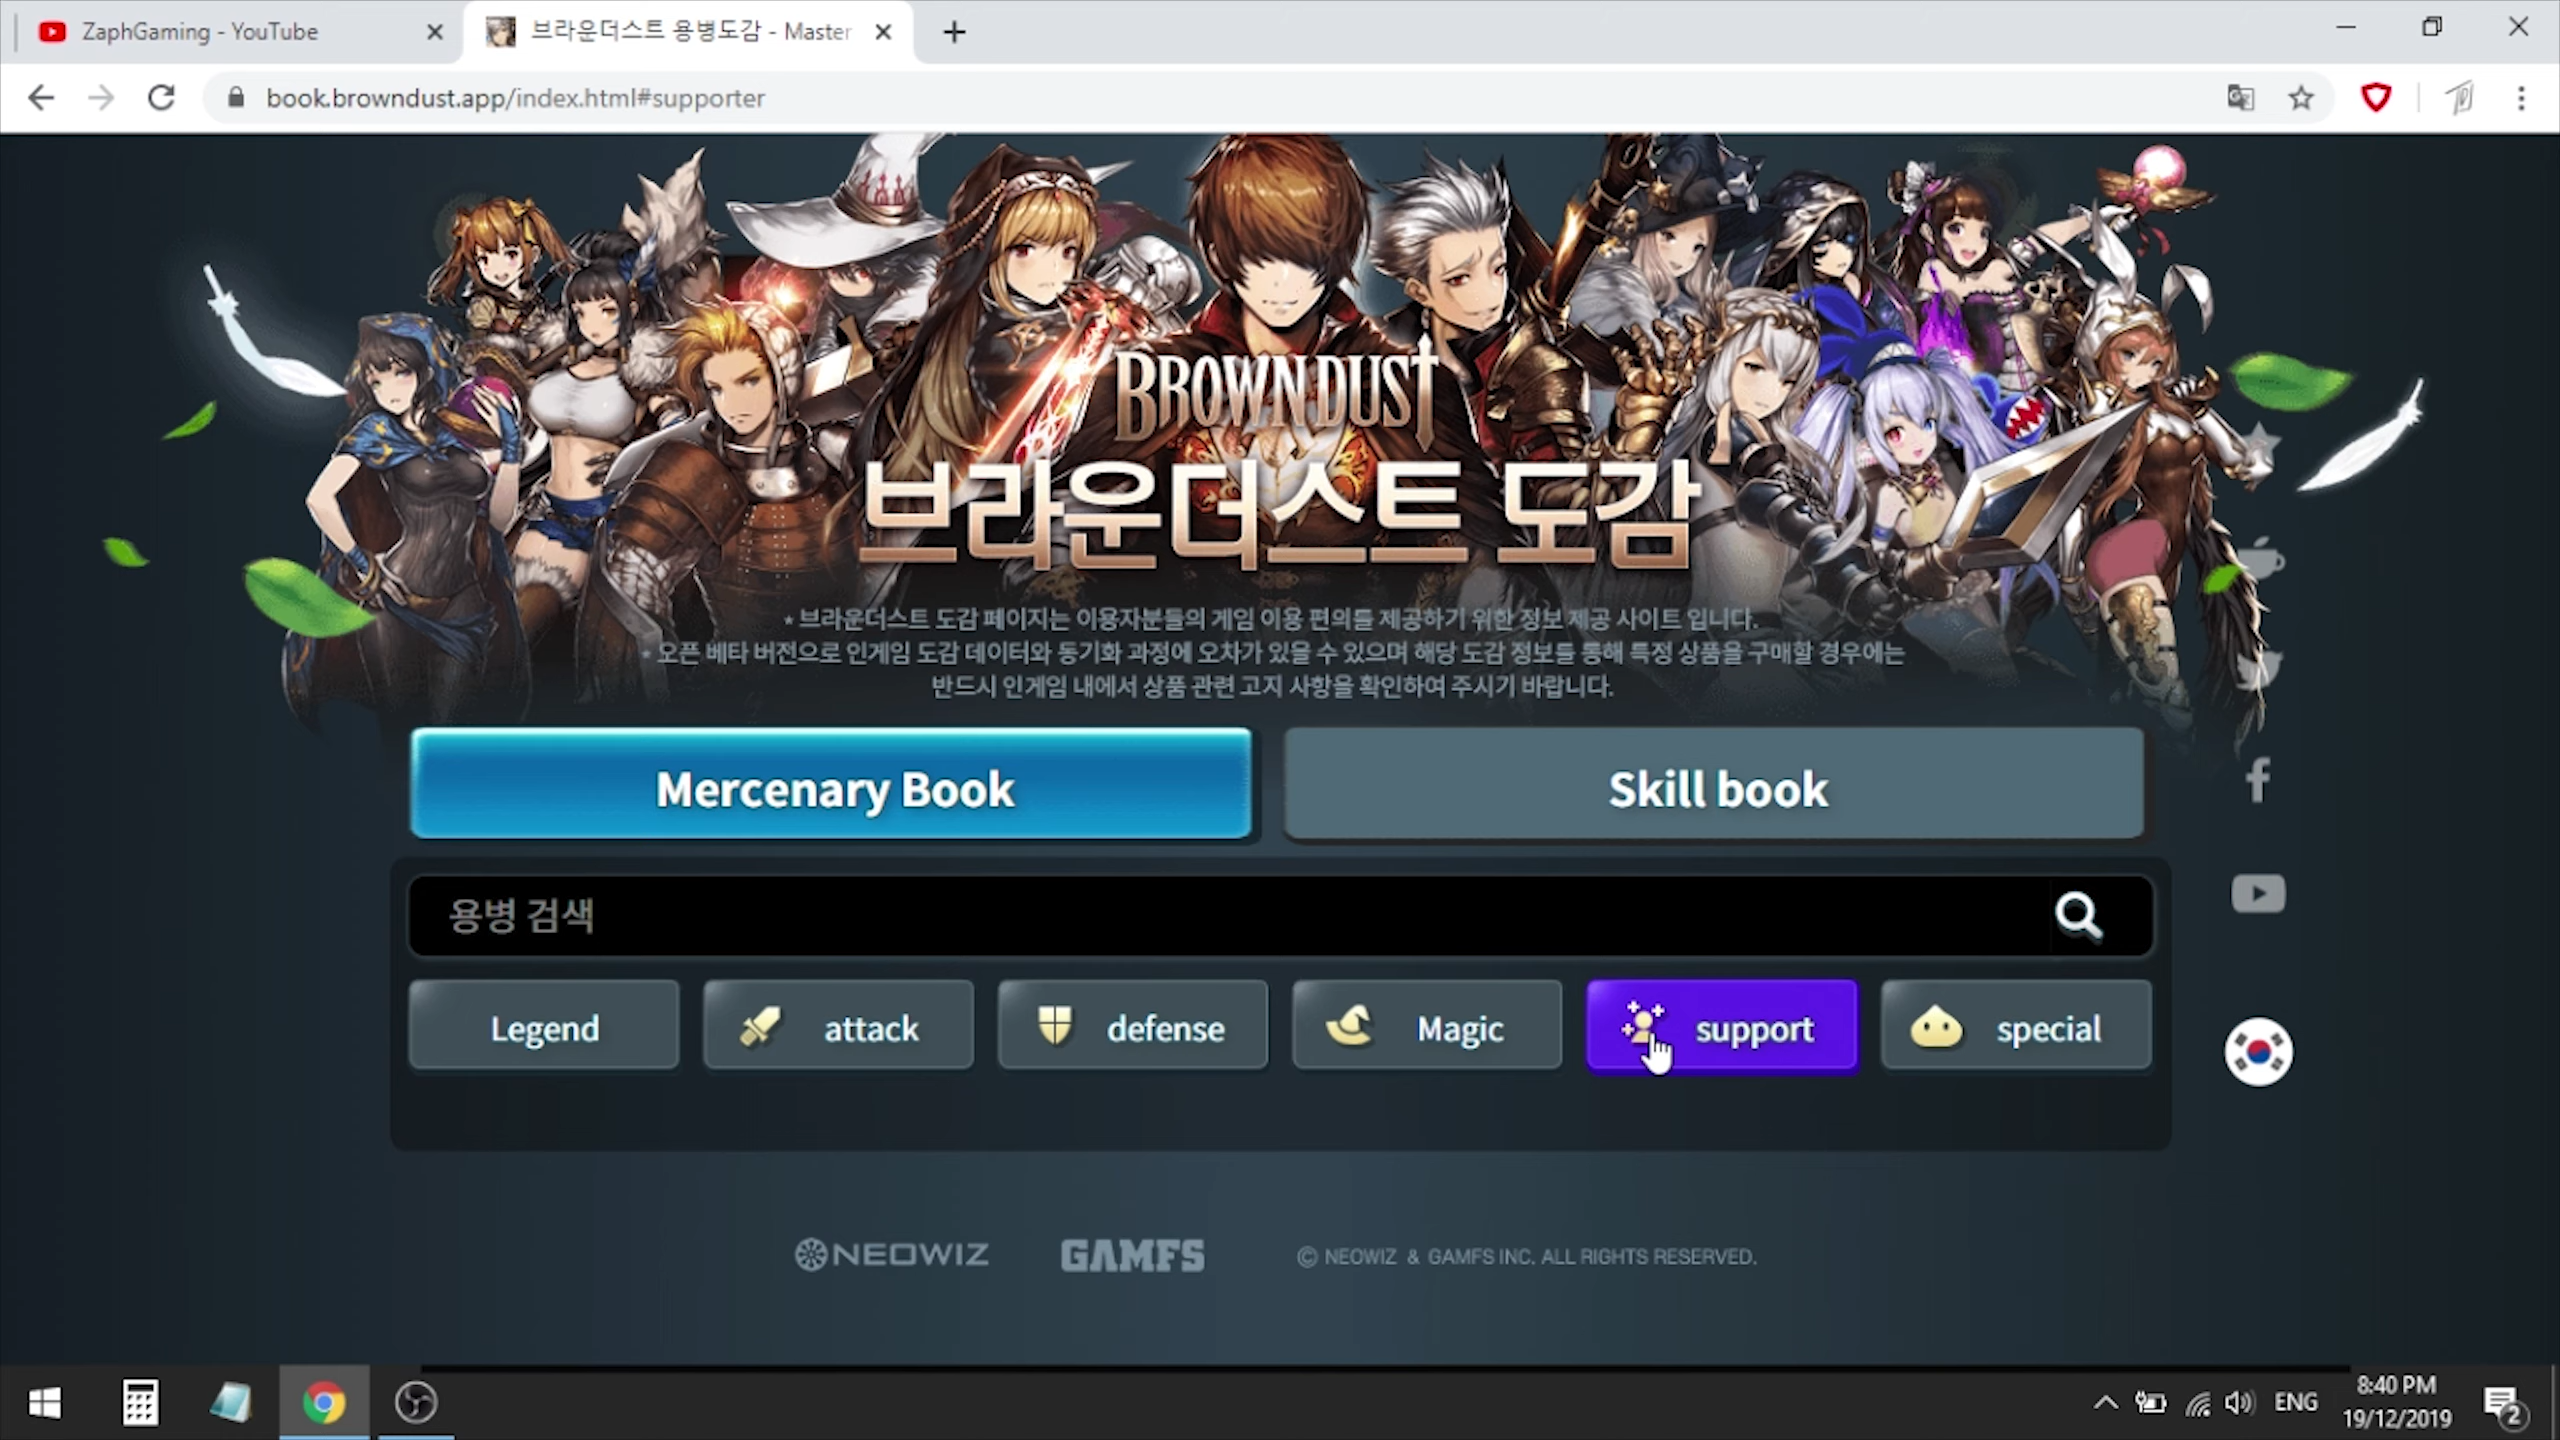 ZaphGaming - YouTube
브라운더스트 용병도감 - Master
book.browndust.app/index.html#supporter
BROWN DUST
브라운더스트 도감
* 브라운더스트 도감 페이지는 이용자분들의 게임 이용 편의를 제공하기 위한 정보 제공 사이트 입니다.
* 오픈 베타 버전으로 인게임 도감 데이터와 동기화 과정에 오차가 있을 수 있으며 해당 도감 정보를 통해 특정 상품을 구매할 경우에는
반드시 인게임 내에서 상품 관련 고지 사항을 확인하여 주시기 바랍니다.
Mercenary Book
Skill book
용병 검색
Legend
attack
defense
Magic
support
special
NEOWIZ
GAMFS
© NEOWIZ & GAMFS INC. ALL RIGHTS RESERVED.
ENG
8:40 PM
19/12/2019
2